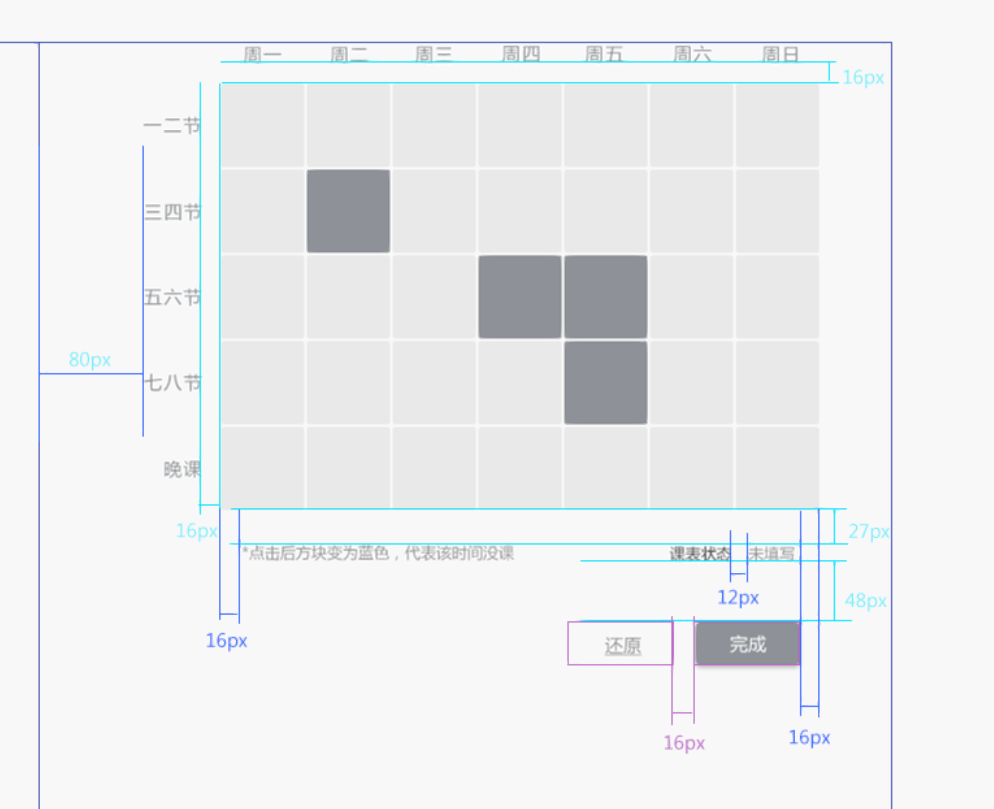 周一 周二 周三 周四 周五 周六 周日
16px
一二节
三四节
五六节
80px
七八节
晚课
16px
27px
*点击后方块变为蓝色，代表该时间没课 课表状态 未填写
12px
48px
16px
还原 完成
16px
16px